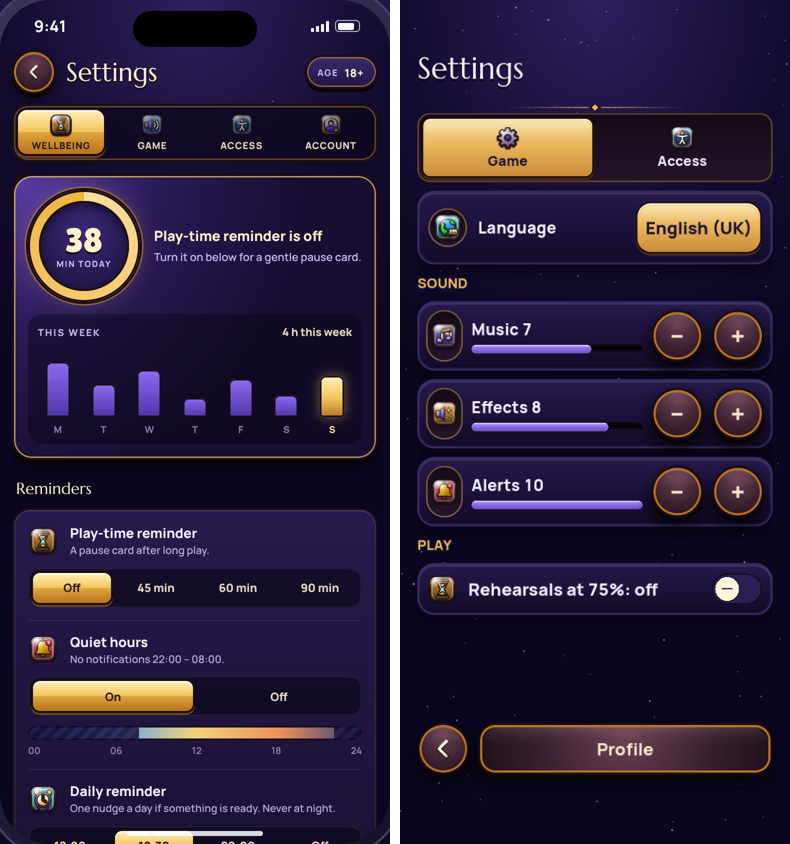 9:41
Settings
AGE 18+
WELLBEING GAME ACCESS ACCOUNT
38
MIN TODAY
Play-time reminder is off
Turn it on below for a gentle pause card.
THIS WEEK 4 h this week
M T W T F S S
Reminders
Play-time reminder
A pause card after long play.
Off 45 min 60 min 90 min
Quiet hours
No notifications 22:00 – 08:00.
On Off
00 06 12 18 24
Daily reminder
One nudge a day if something is ready. Never at night.
Off
Settings
Game Access
Language English (UK)
SOUND
Music 7
Effects 8
Alerts 10
PLAY
Rehearsals at 75%: off
Profile